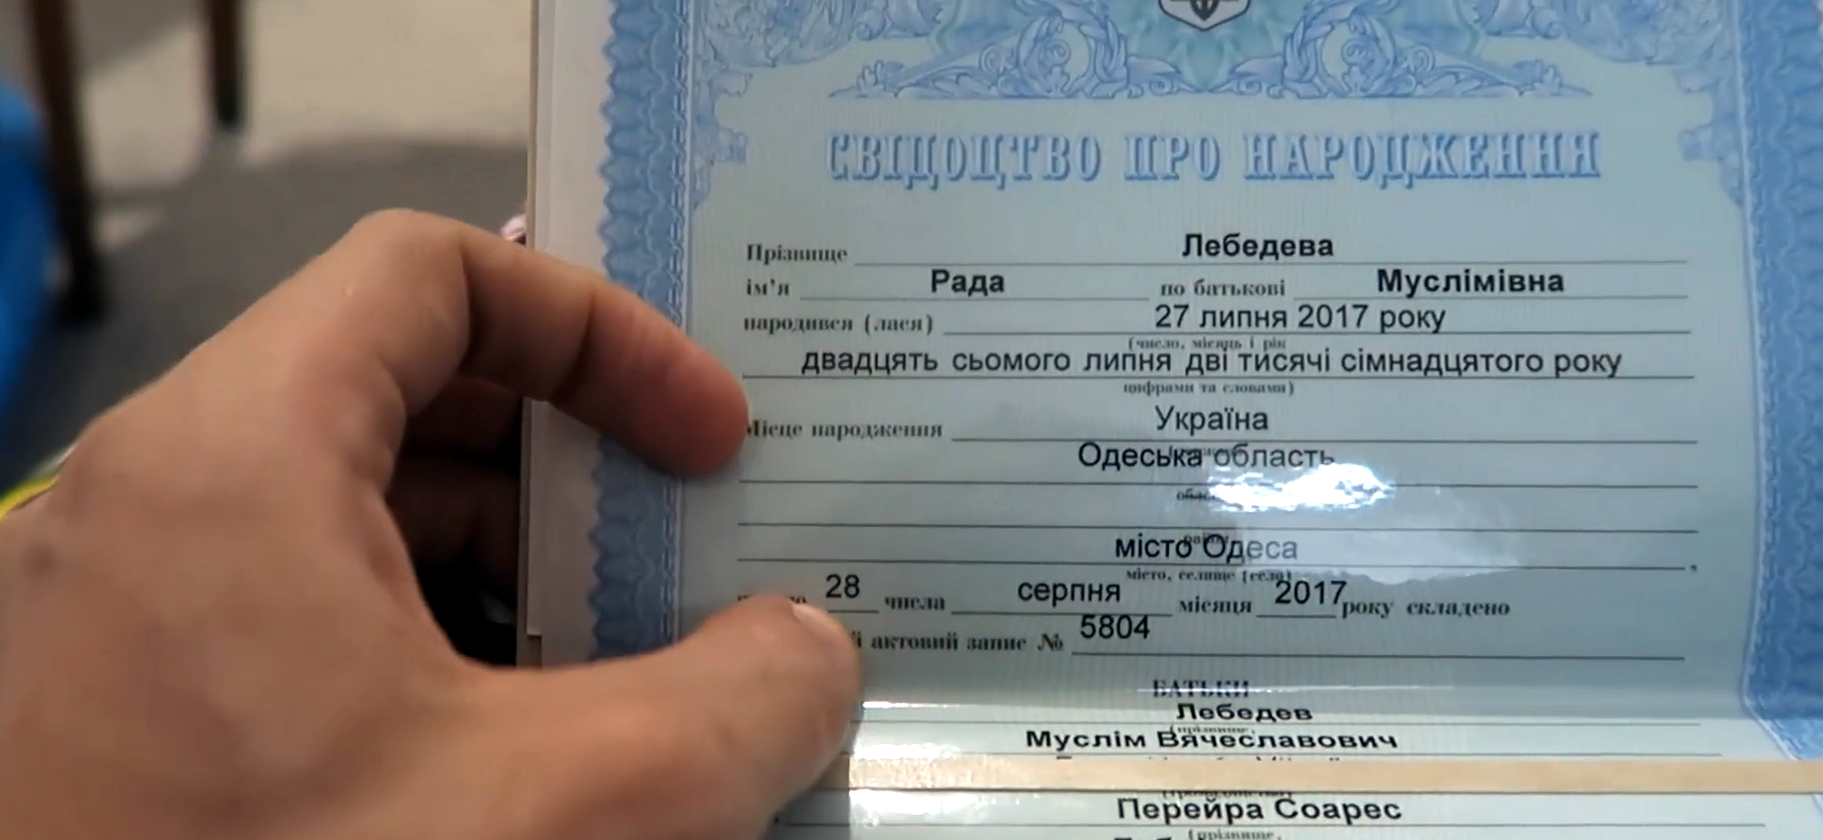 СВІДОЦТВО ПРО НАРОДЖЕННЯ
Прізвище Лебедева
ім'я Рада по батькові Муслімівна
народився (лася) 27 липня 2017 року
(число, місяць і рік
двадцять сьомого липня дві тисячі сімнадцятого року
цифрами та словами)
Місце народження Україна
Одеська область
місто Одеса
місто, селище (село)
28 числа серпня місяця 2017 року складено
актовий запис № 5804
БАТЬКИ
Лебедев
Муслім Вячеславович
Перейра Соарес